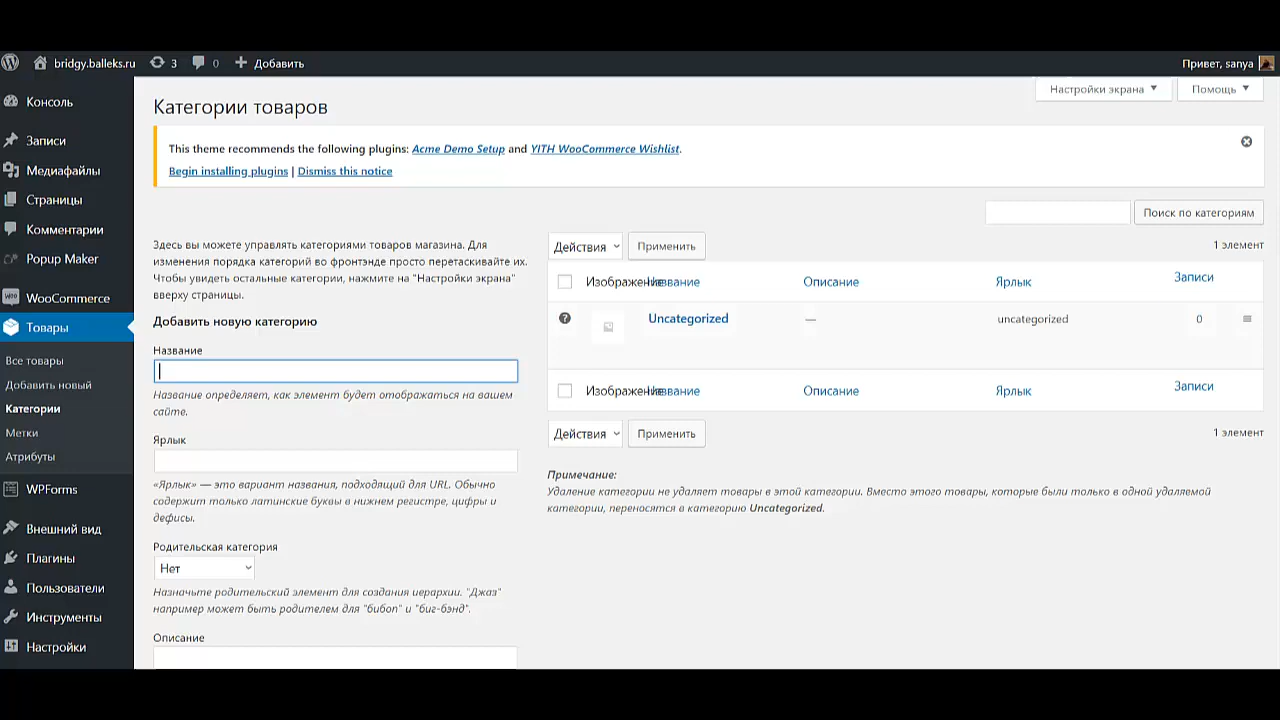 bridgy.balleks.ru 3 0 Добавить Привет, sanya
Консоль
Записи
Медиафайлы
Страницы
Комментарии
Popup Maker
WooCommerce
Товары
Все товары
Добавить новый
Категории
Метки
Атрибуты
WPForms
Внешний вид
Плагины
Пользователи
Инструменты
Настройки
Настройки экрана
Помощь
Категории товаров
This theme recommends the following plugins: Acme Demo Setup and YITH WooCommerce Wishlist.
Begin installing plugins | Dismiss this notice
Поиск по категориям
Здесь вы можете управлять категориями товаров магазина. Для
изменения порядка категорий во фронтэнде просто перетаскивайте их.
Чтобы увидеть остальные категории, нажмите на "Настройки экрана"
вверху страницы.
Добавить новую категорию
Название
Название определяет, как элемент будет отображаться на вашем
сайте.
Ярлык
«Ярлык» — это вариант названия, подходящий для URL. Обычно
содержит только латинские буквы в нижнем регистре, цифры и
дефисы.
Родительская категория
Нет
Назначьте родительский элемент для создания иерархии. "Джаз"
например может быть родителем для "бибоп" и "биг-бэнд".
Описание
Действия Применить 1 элемент
Изображение Название Описание Ярлык Записи
Uncategorized — uncategorized 0
Изображение Название Описание Ярлык Записи
Действия Применить 1 элемент
Примечание:
Удаление категории не удаляет товары в этой категории. Вместо этого товары, которые были только в одной удаляемой
категории, переносятся в категорию Uncategorized.